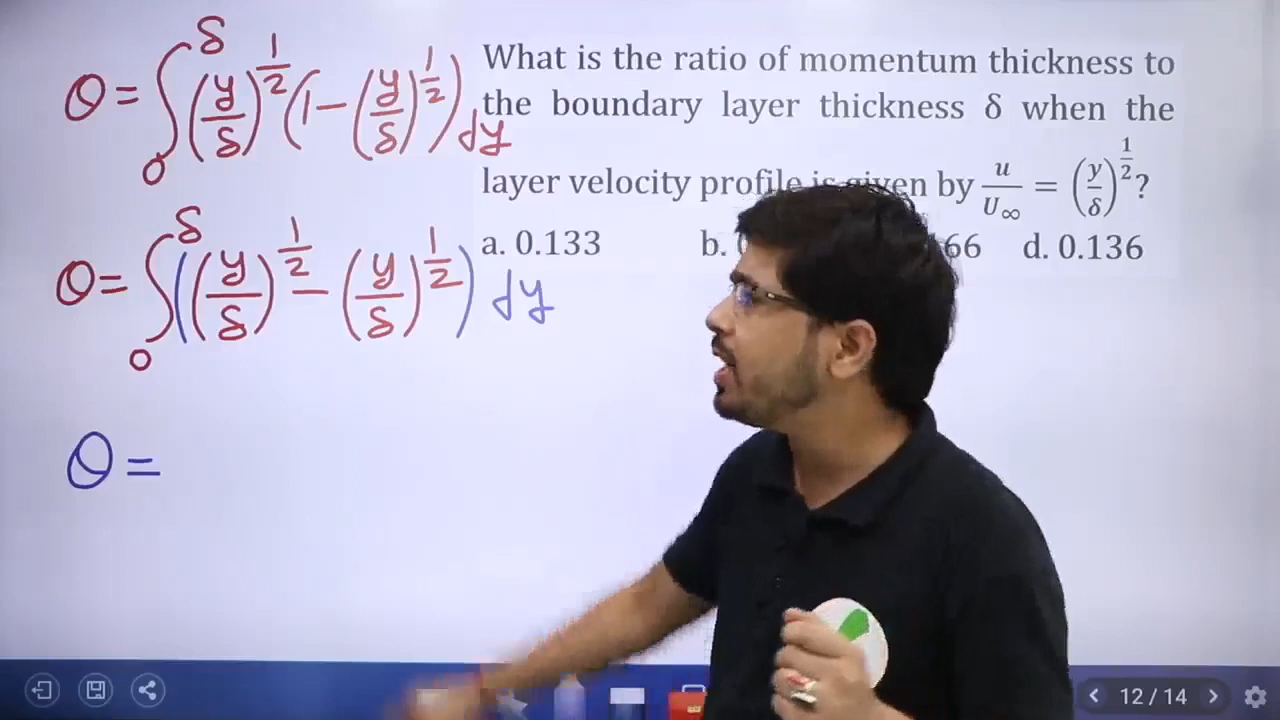 What is the ratio of momentum thickness to
the boundary layer thickness δ when the
layer velocity profile is given by u/U∞ = (y/δ)^1/2?
a. 0.133 b. 66 d. 0.136
θ = ∫₀^δ (y/δ)^1/2 (1 − (y/δ)^1/2) dy
θ = ∫₀^δ ((y/δ)^1/2 − (y/δ)^1/2) dy
θ =
12 / 14